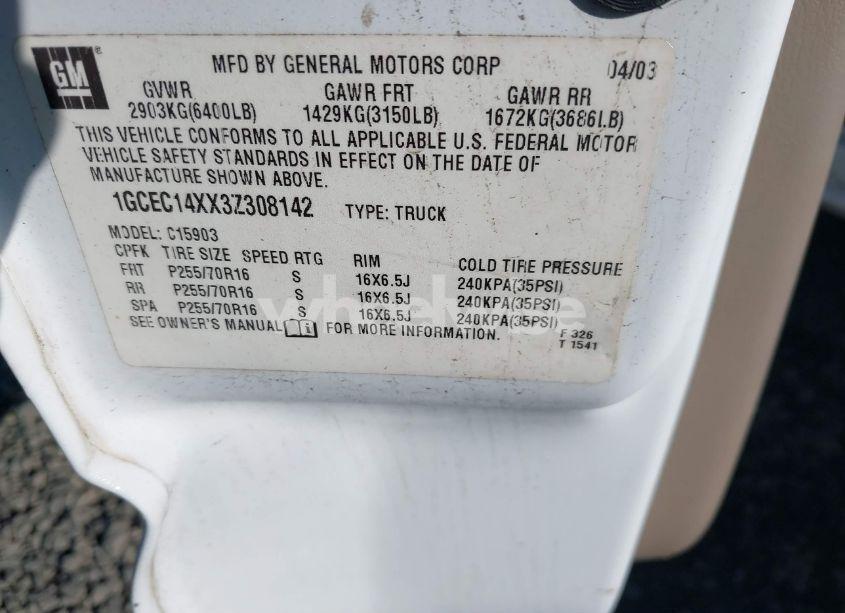 GM ®
MFD BY GENERAL MOTORS CORP 04/03
GVWR GAWR FRT GAWR RR
2903KG(6400LB) 1429KG(3150LB) 1672KG(3686LB)
THIS VEHICLE CONFORMS TO ALL APPLICABLE U.S. FEDERAL MOTOR
VEHICLE SAFETY STANDARDS IN EFFECT ON THE DATE OF
MANUFACTURE SHOWN ABOVE.
1GCEC14XX3Z308142 TYPE: TRUCK
MODEL: C15903
CPFK TIRE SIZE SPEED RTG RIM COLD TIRE PRESSURE
FRT P255/70R16 S 16X6.5J 240KPA(35PSI)
RR P255/70R16 S 16X6.5J 240KPA(35PSI)
SPA P255/70R16 S 16X6.5J 240KPA(35PSI)
SEE OWNER'S MANUAL FOR MORE INFORMATION.
F 326
T 1541